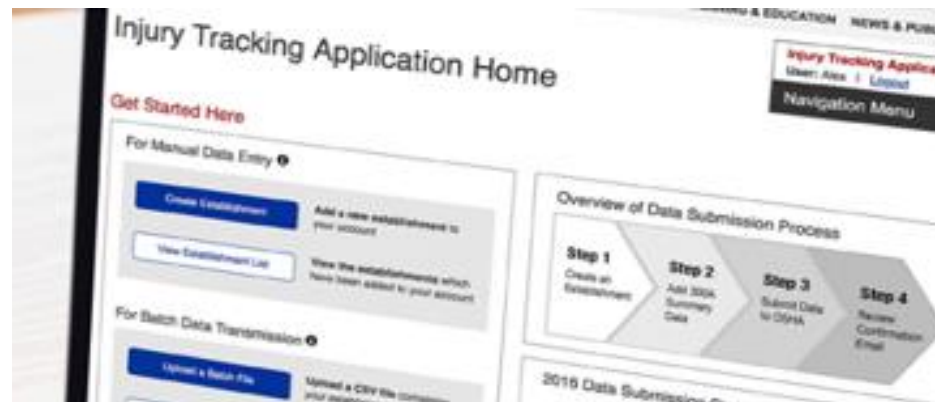 & EDUCATION NEWS & PUBL
Injury Tracking Application Home
Injury Tracking Applica
User: Alex | Logout
Navigation Menu
Get Started Here
For Manual Data Entry
Create Establishment
Add a new establishment to
your account
View Establishment List
View the establishments which
have been added to your account
For Batch Data Transmission
Upload a Batch File
Upload a CSV file
your
Overview of Data Submission Process
Step 1
Create an
Establishment
Step 2
Add 300A
Summary
Data
Step 3
Submit Data
to OSHA
Step 4
Review
Confirmation
Email
2016 Data Submission